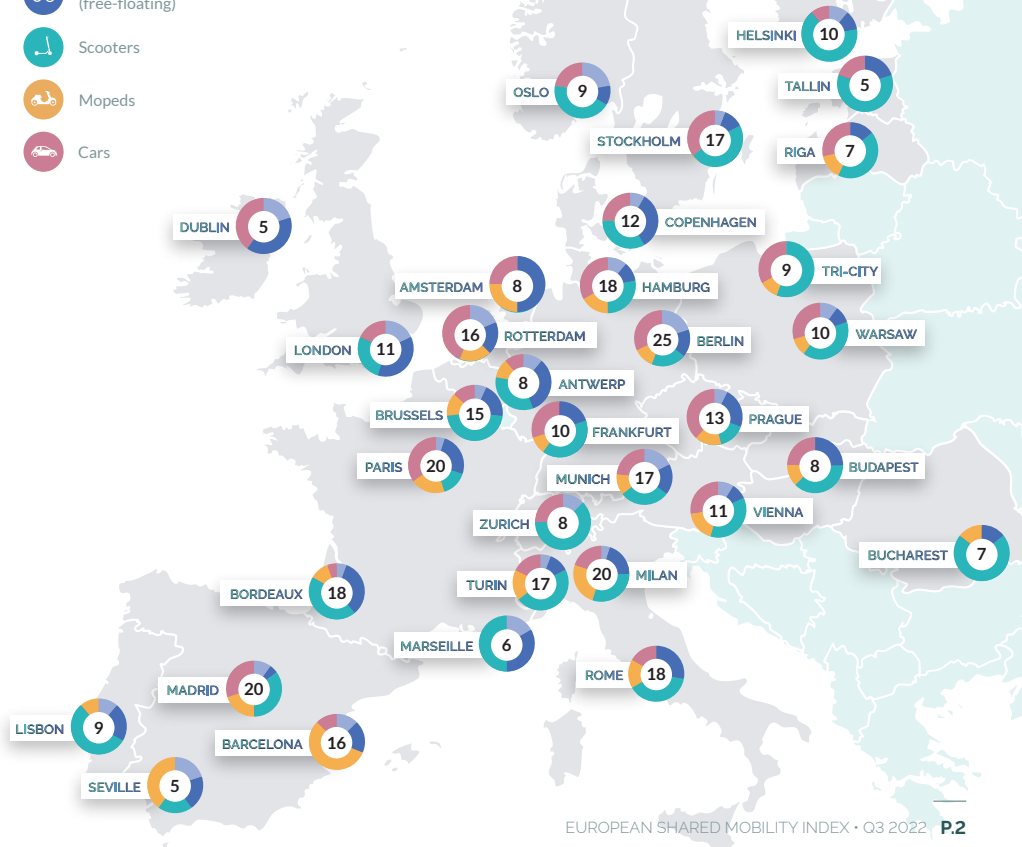 (free-floating)
Scooters
Mopeds
Cars
HELSINKI 10
OSLO 9
TALLIN 5
STOCKHOLM 17
RIGA 7
DUBLIN 5
12 COPENHAGEN
9 TRI-CITY
AMSTERDAM 8
18 HAMBURG
16 ROTTERDAM
25 BERLIN
10 WARSAW
LONDON 11
8 ANTWERP
BRUSSELS 15
13 PRAGUE
10 FRANKFURT
PARIS 20
8 BUDAPEST
MUNICH 17
11 VIENNA
ZURICH 8
BUCHAREST 7
20 MILAN
TURIN 17
BORDEAUX 18
MARSEILLE 6
ROME 18
MADRID 20
LISBON 9
BARCELONA 16
SEVILLE 5
EUROPEAN SHARED MOBILITY INDEX • Q3 2022 P.2